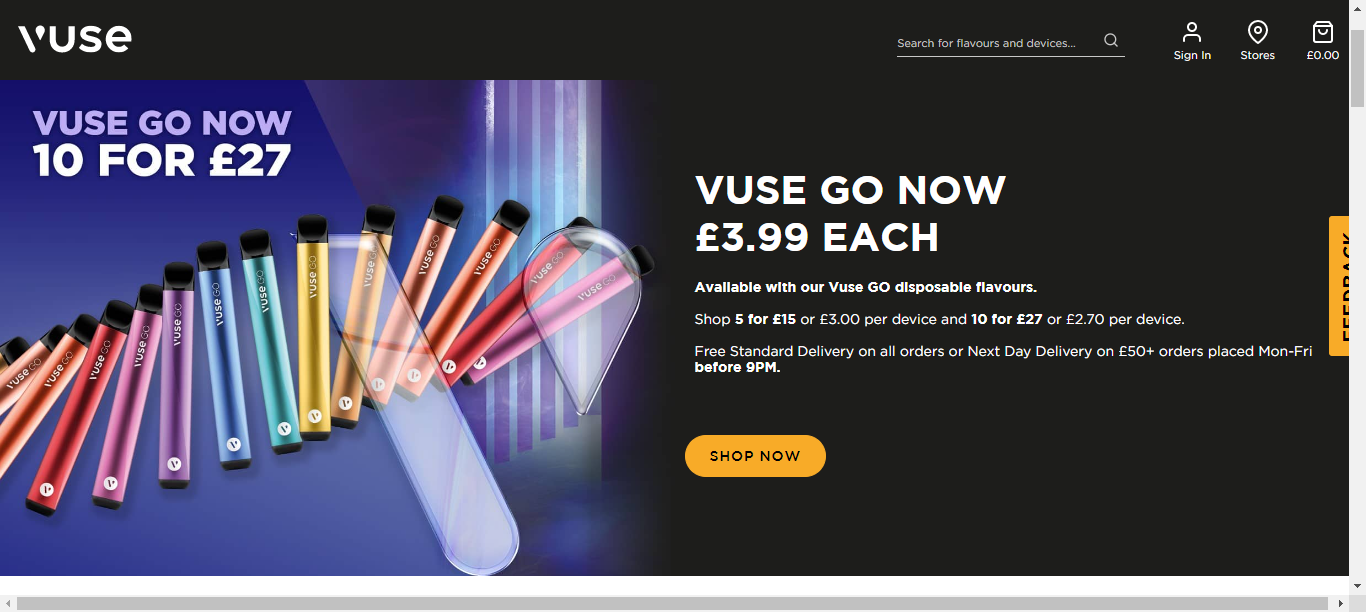 vuse
Search for flavours and devices...
Sign In
Stores
£0.00
VUSE GO NOW
10 FOR £27
vuse GO
vuse GO
vuse GO
vuse GO
vuse GO
vuse GO
vuse GO
vuse GO
vuse GO
vuse GO
vuse GO
vuse GO
vuse GO
VUSE GO NOW
£3.99 EACH
Available with our Vuse GO disposable flavours.
Shop 5 for £15 or £3.00 per device and 10 for £27 or £2.70 per device.
Free Standard Delivery on all orders or Next Day Delivery on £50+ orders placed Mon-Fri
before 9PM.
SHOP NOW
FEEDBACK